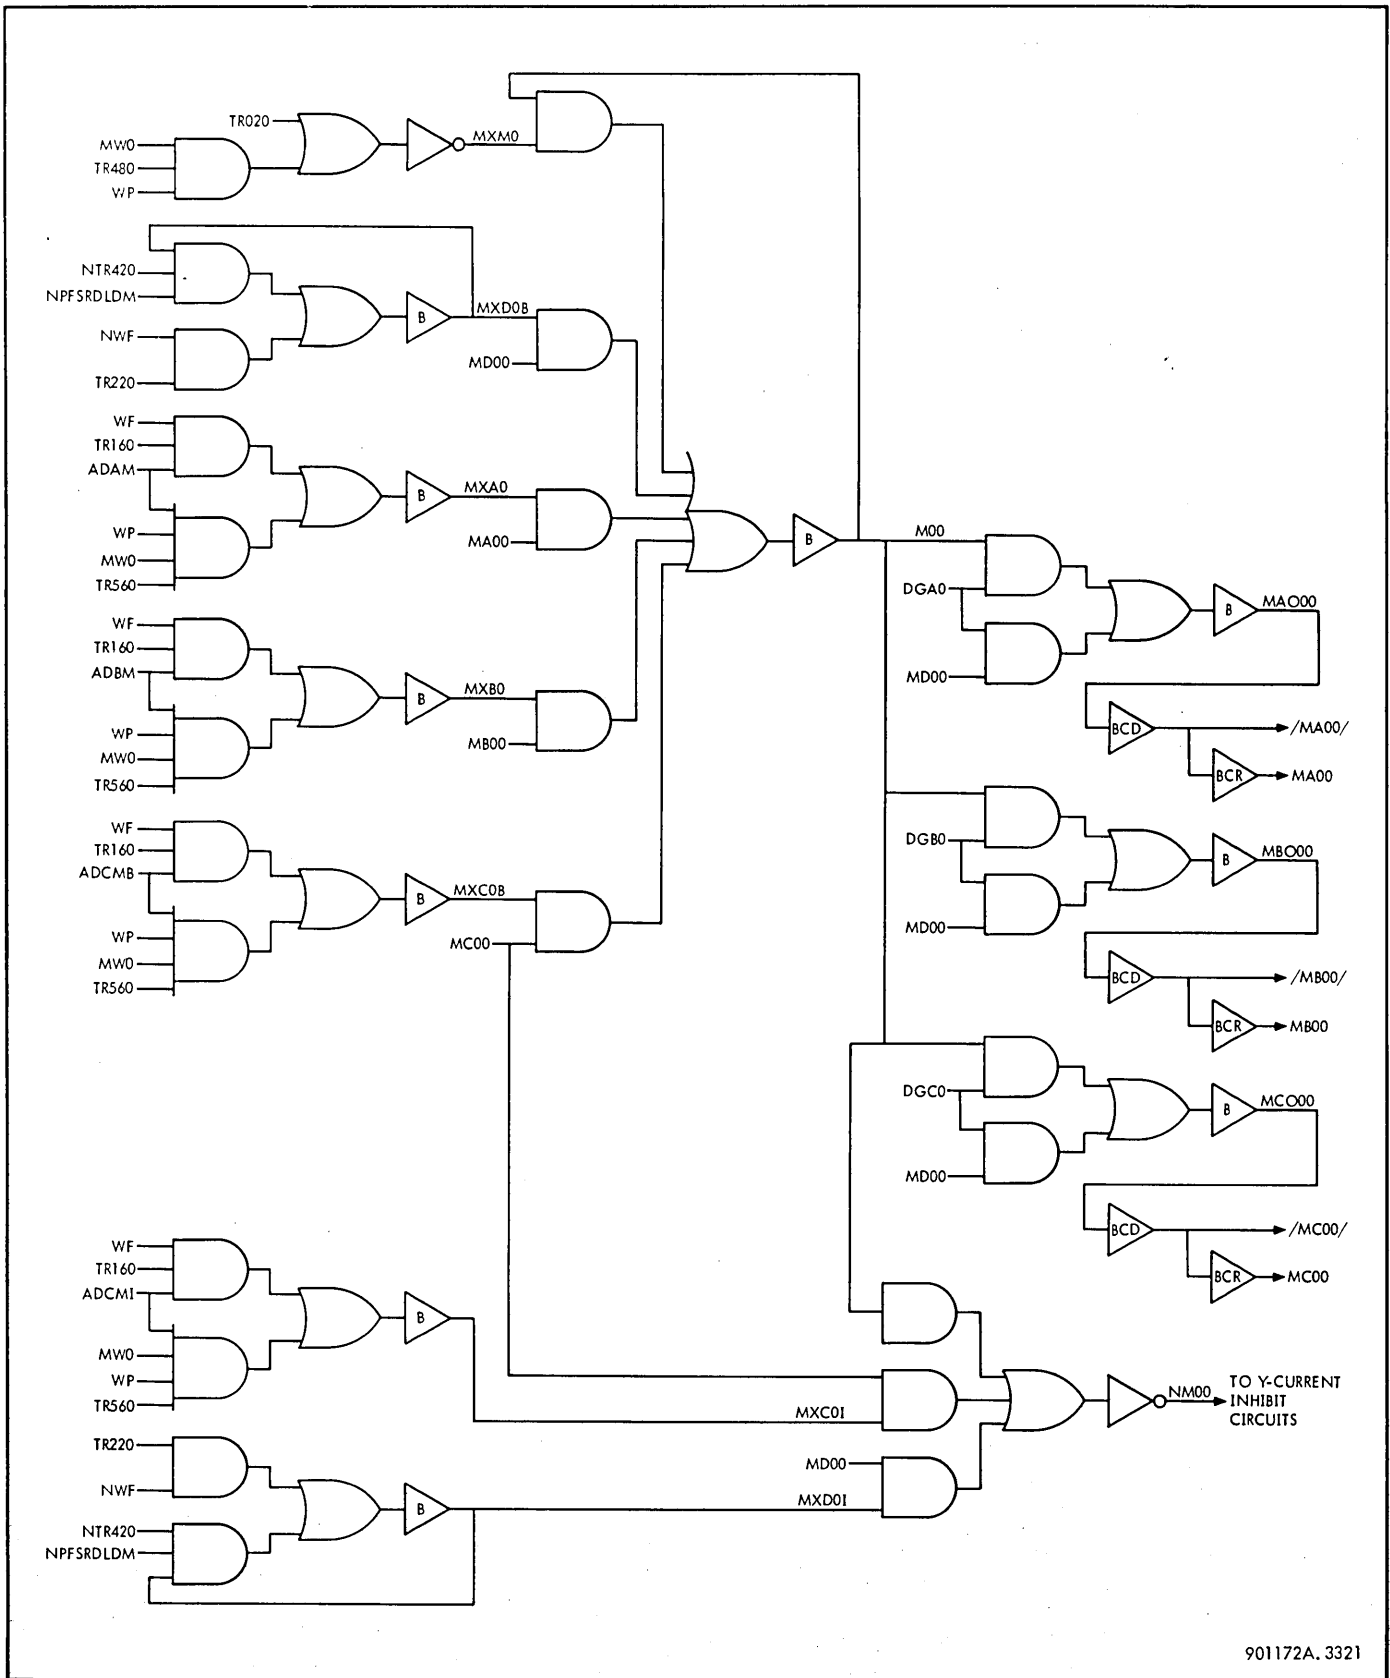 TR020
MW0
TR480
WP
MXM0
NTR420
NPFSRDLDM
NWF
TR220
MXD0B
MD00
WF
TR160
ADAM
WP
MW0
TR560
B
MXA0
MA00
WF
TR160
ADBM
WP
MW0
TR560
B
MXB0
MB00
WF
TR160
ADCMB
WP
MW0
TR560
B
MXC0B
MC00
B
B
M00
DGA0
MD00
B
MAO00
BCD
/MA00/
BCR
MA00
DGB0
MD00
B
MBO00
BCD
/MB00/
BCR
MB00
DGC0
MD00
B
MCO00
BCD
/MC00/
BCR
MC00
WF
TR160
ADCMI
MW0
WP
TR560
B
MXC0I
TR220
NWF
NTR420
NPFSRDLDM
B
MD00
MXD0I
NM00
TO Y-CURRENT
INHIBIT
CIRCUITS
901172A. 3321